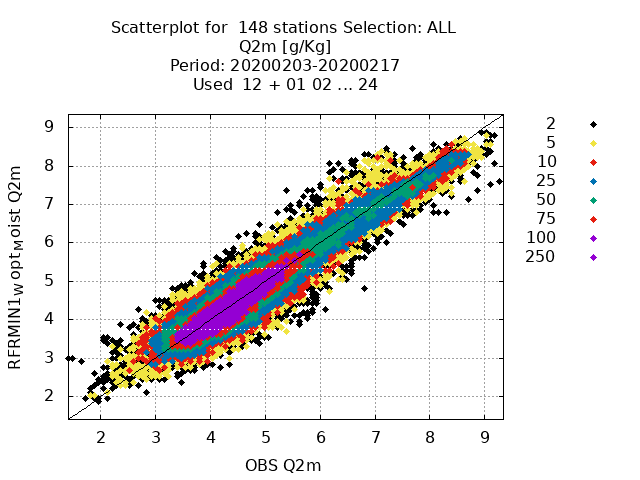 Scatterplot for  148 stations Selection: ALL
Q2m [g/Kg]
Period: 20200203-20200217
Used  12 + 01 02 ... 24
2
5
10
25
50
75
100
250
9
8
7
6
5
4
3
2
RFRMIN1W optMoist Q2m
2 3 4 5 6 7 8 9
OBS Q2m